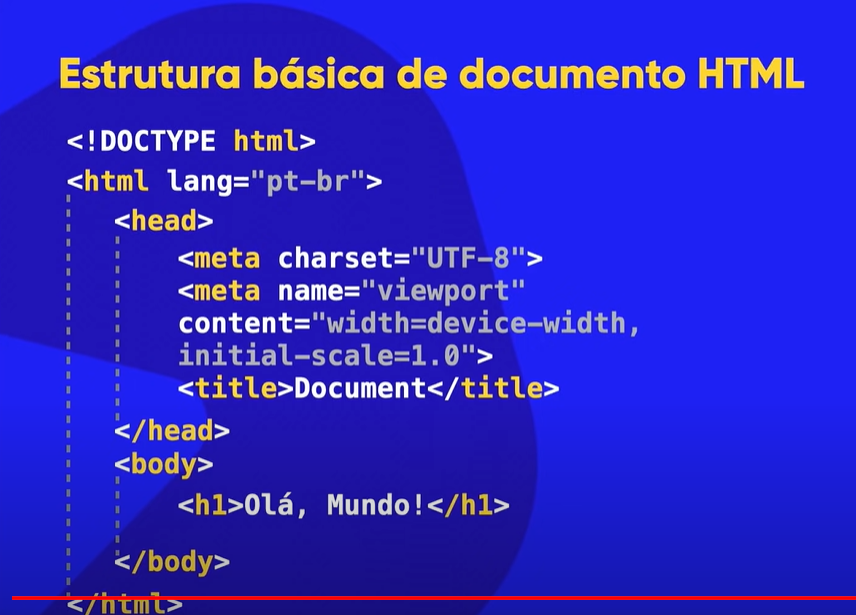 Estrutura básica de documento HTML
<!DOCTYPE html>
<html lang="pt-br">
<head>
<meta charset="UTF-8">
<meta name="viewport"
content="width=device-width,
initial-scale=1.0">
<title>Document</title>
</head>
<body>
<h1>Olá, Mundo!</h1>
</body>
</html>